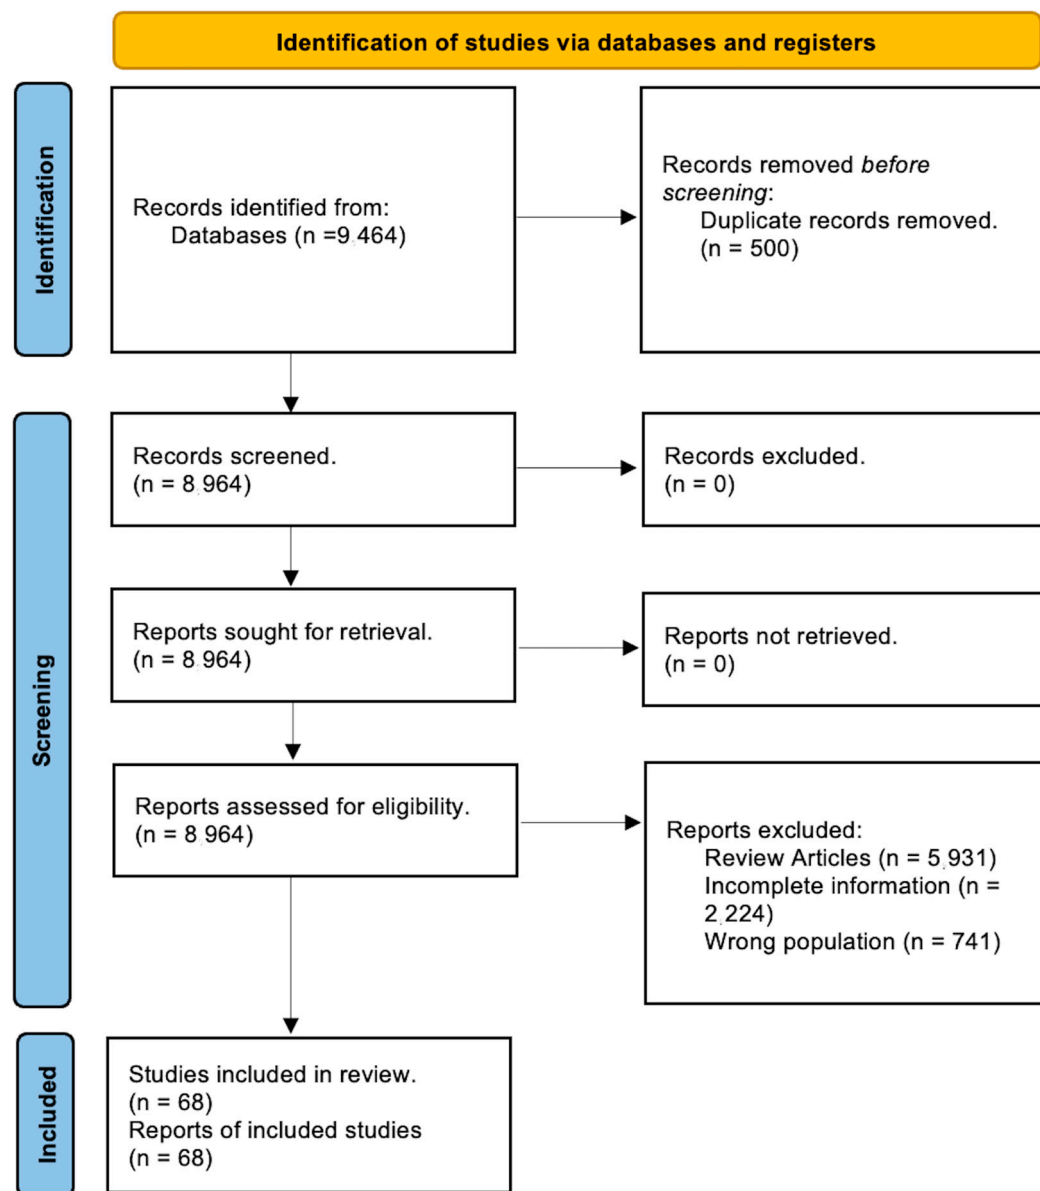 Identification of studies via databases and registers
Identification
Records identified from:
Databases (n =9,464)
Records removed before
screening:
Duplicate records removed.
(n = 500)
Screening
Records screened.
(n = 8,964)
Records excluded.
(n = 0)
Reports sought for retrieval.
(n = 8,964)
Reports not retrieved.
(n = 0)
Reports assessed for eligibility.
(n = 8,964)
Reports excluded:
Review Articles (n = 5,931)
Incomplete information (n =
2,224)
Wrong population (n = 741)
Included
Studies included in review.
(n = 68)
Reports of included studies
(n = 68)